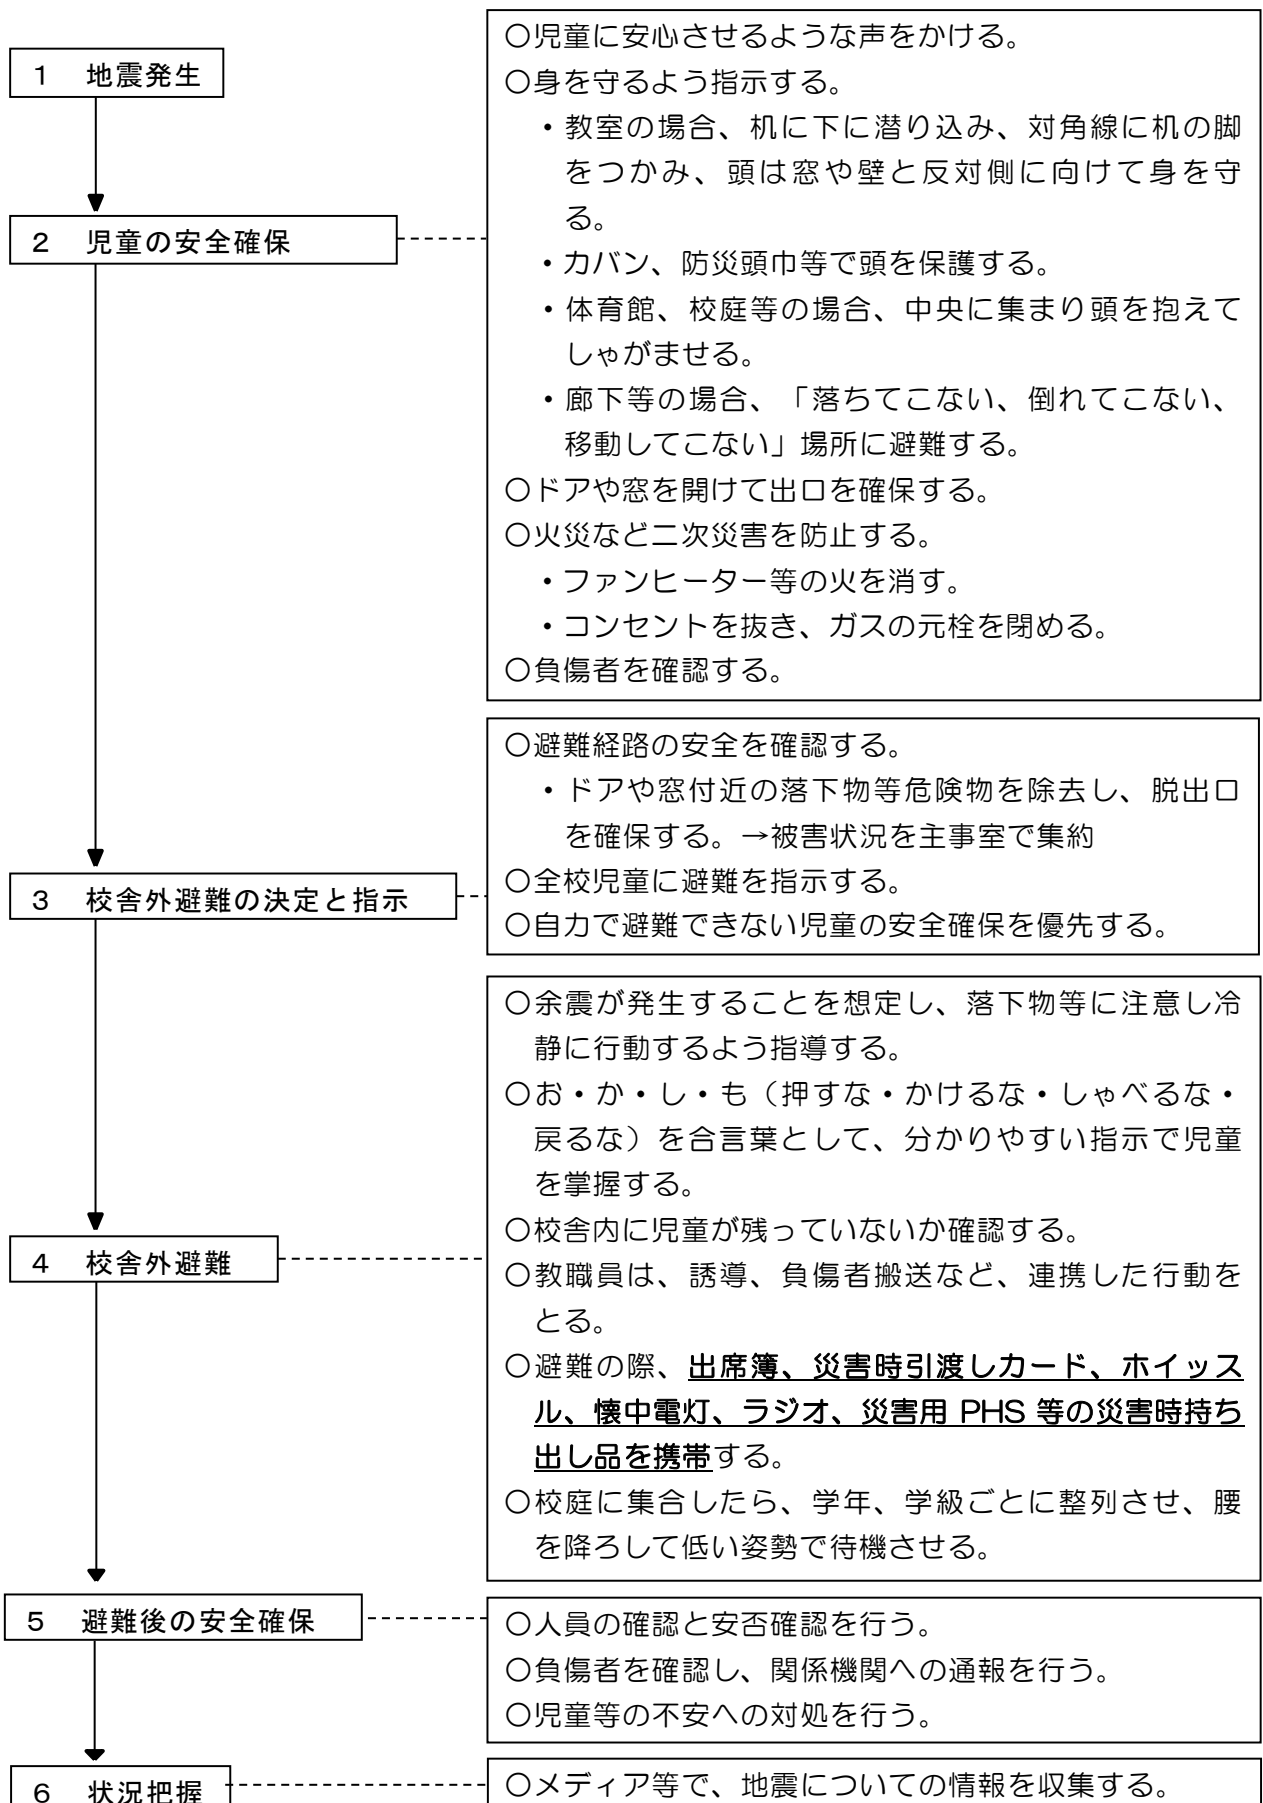 1 地震発生
2 児童の安全確保
〇児童に安心させるような声をかける。
〇身を守るよう指示する。
・教室の場合、机に下に潜り込み、対角線に机の脚
をつかみ、頭は窓や壁と反対側に向けて身を守
る。
・カバン、防災頭巾等で頭を保護する。
・体育館、校庭等の場合、中央に集まり頭を抱えて
しゃがませる。
・廊下等の場合、「落ちてこない、倒れてこない、
移動してこない」場所に避難する。
〇ドアや窓を開けて出口を確保する。
〇火災など二次災害を防止する。
・ファンヒーター等の火を消す。
・コンセントを抜き、ガスの元栓を閉める。
〇負傷者を確認する。
3 校舎外避難の決定と指示
〇避難経路の安全を確認する。
・ドアや窓付近の落下物等危険物を除去し、脱出口
を確保する。→被害状況を主事室で集約
〇全校児童に避難を指示する。
〇自力で避難できない児童の安全確保を優先する。
4 校舎外避難
〇余震が発生することを想定し、落下物等に注意し冷
静に行動するよう指導する。
〇お・か・し・も（押すな・かけるな・しゃべるな・
戻るな）を合言葉として、分かりやすい指示で児童
を掌握する。
〇校舎内に児童が残っていないか確認する。
〇教職員は、誘導、負傷者搬送など、連携した行動を
とる。
〇避難の際、出席簿、災害時引渡しカード、ホイッス
ル、懐中電灯、ラジオ、災害用 PHS 等の災害時持ち
出し品を携帯する。
〇校庭に集合したら、学年、学級ごとに整列させ、腰
を降ろして低い姿勢で待機させる。
5 避難後の安全確保
〇人員の確認と安否確認を行う。
〇負傷者を確認し、関係機関への通報を行う。
〇児童等の不安への対処を行う。
6 状況把握
〇メディア等で、地震についての情報を収集する。